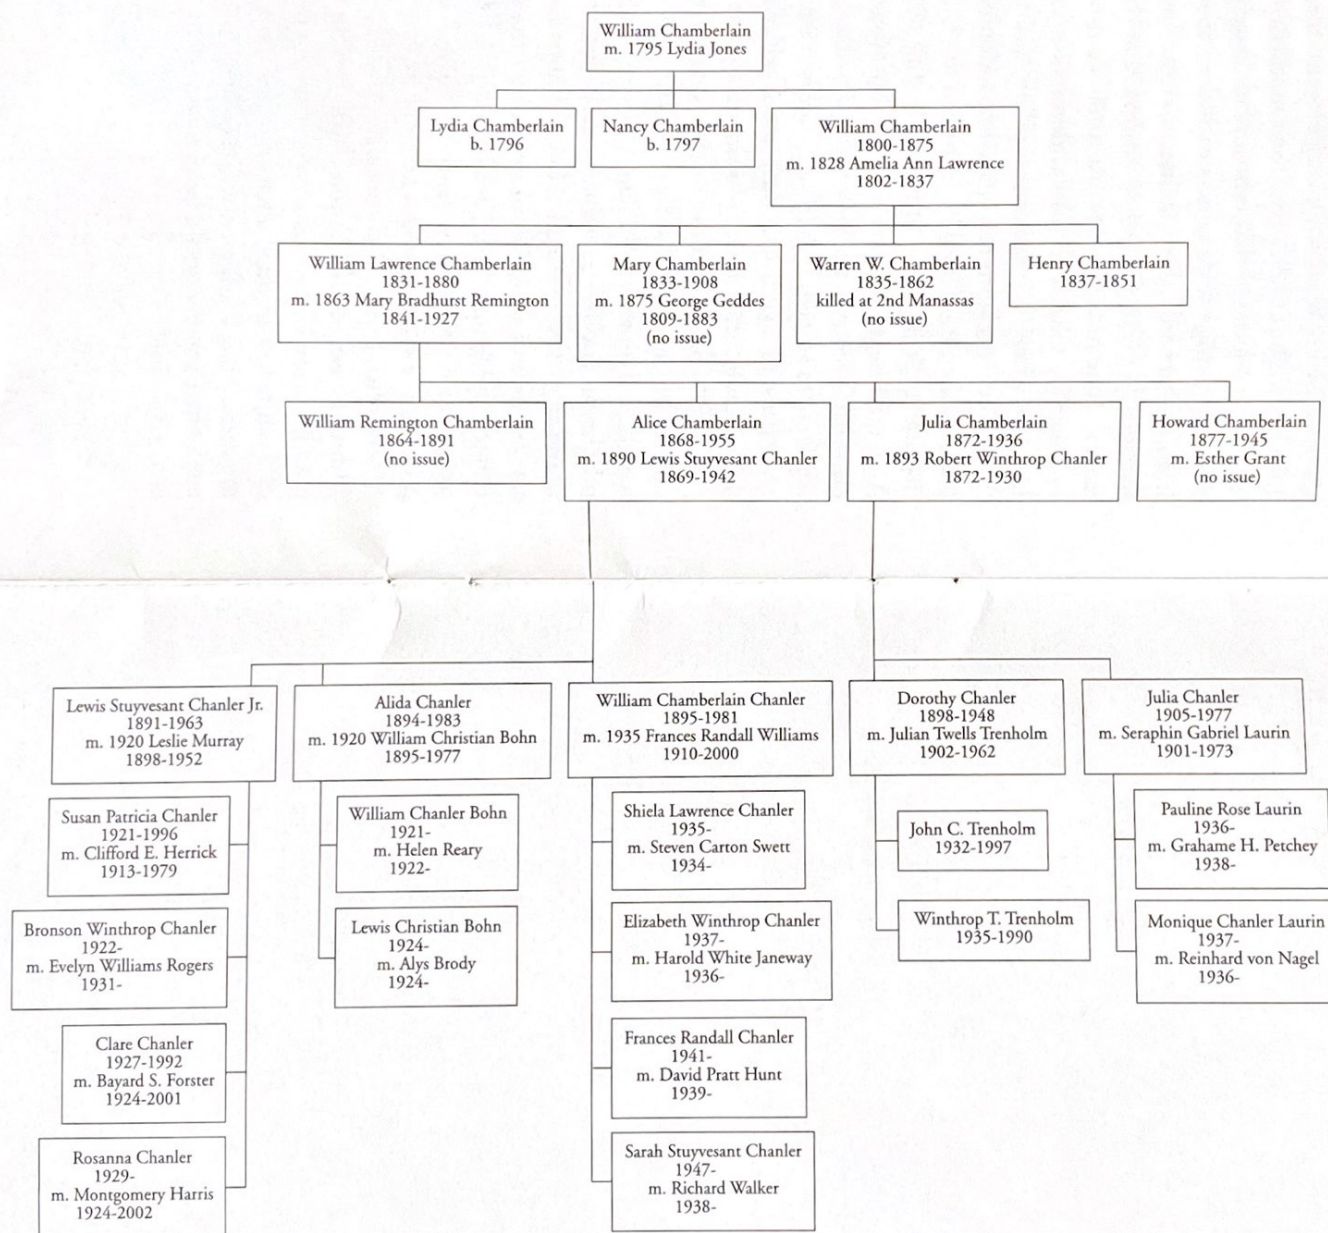 William Chamberlain
m. 1795 Lydia Jones
Lydia Chamberlain
b. 1796
Nancy Chamberlain
b. 1797
William Chamberlain
1800-1875
m. 1828 Amelia Ann Lawrence
1802-1837
William Lawrence Chamberlain
1831-1880
m. 1863 Mary Bradhurst Remington
1841-1927
Mary Chamberlain
1833-1908
m. 1875 George Geddes
1809-1883
(no issue)
Warren W. Chamberlain
1835-1862
killed at 2nd Manassas
(no issue)
Henry Chamberlain
1837-1851
William Remington Chamberlain
1864-1891
(no issue)
Alice Chamberlain
1868-1955
m. 1890 Lewis Stuyvesant Chanler
1869-1942
Julia Chamberlain
1872-1936
m. 1893 Robert Winthrop Chanler
1872-1930
Howard Chamberlain
1877-1945
m. Esther Grant
(no issue)
Lewis Stuyvesant Chanler Jr.
1891-1963
m. 1920 Leslie Murray
1898-1952
Alida Chanler
1894-1983
m. 1920 William Christian Bohn
1895-1977
William Chamberlain Chanler
1895-1981
m. 1935 Frances Randall Williams
1910-2000
Dorothy Chanler
1898-1948
m. Julian Twells Trenholm
1902-1962
Julia Chanler
1905-1977
m. Seraphin Gabriel Laurin
1901-1973
Susan Patricia Chanler
1921-1996
m. Clifford E. Herrick
1913-1979
Bronson Winthrop Chanler
1922-
m. Evelyn Williams Rogers
1931-
Clare Chanler
1927-1992
m. Bayard S. Forster
1924-2001
Rosanna Chanler
1929-
m. Montgomery Harris
1924-2002
William Chanler Bohn
1921-
m. Helen Reary
1922-
Lewis Christian Bohn
1924-
m. Alys Brody
1924-
Shiela Lawrence Chanler
1935-
m. Steven Carton Swett
1934-
Elizabeth Winthrop Chanler
1937-
m. Harold White Janeway
1936-
Frances Randall Chanler
1941-
m. David Pratt Hunt
1939-
Sarah Stuyvesant Chanler
1947-
m. Richard Walker
1938-
John C. Trenholm
1932-1997
Winthrop T. Trenholm
1935-1990
Pauline Rose Laurin
1936-
m. Grahame H. Petchey
1938-
Monique Chanler Laurin
1937-
m. Reinhard von Nagel
1936-